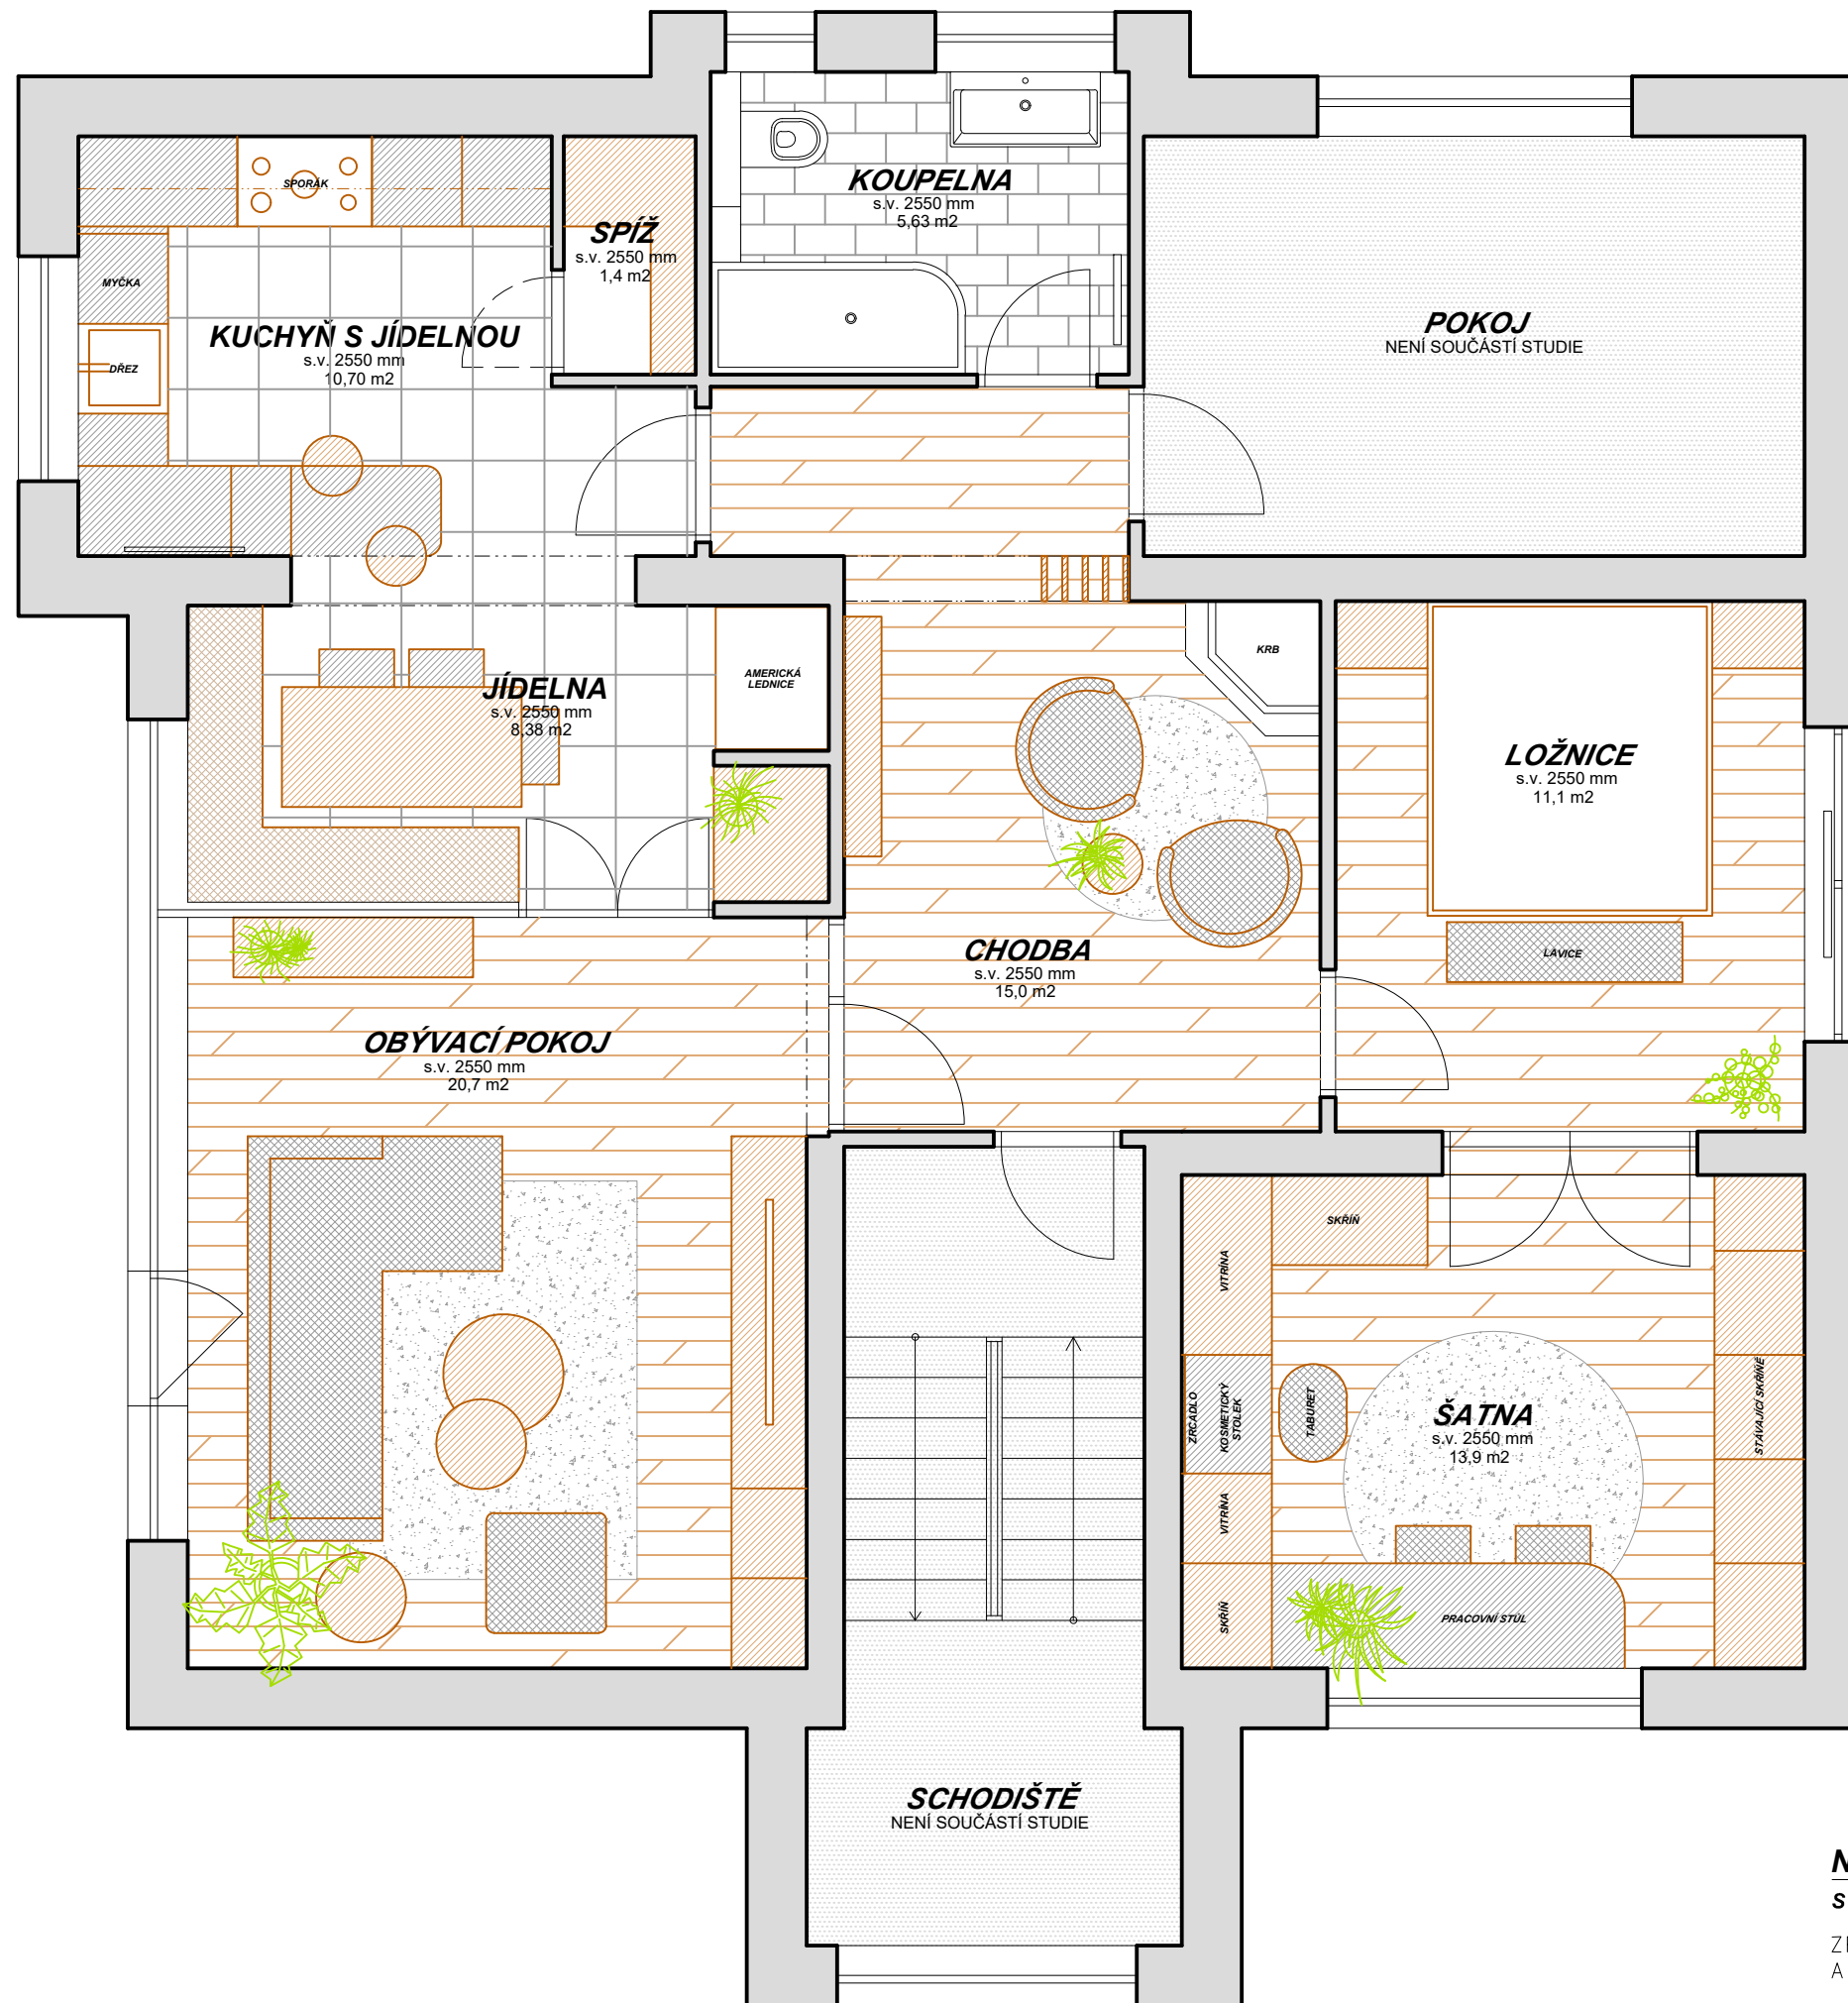 SPORÁK
KOUPELNA
s.v. 2550 mm
5,63 m2
SPÍŽ
s.v. 2550 mm
1,4 m2
MYČKA
KUCHYŇ S JÍDELNOU
s.v. 2550 mm
10,70 m2
DŘEZ
POKOJ
NENÍ SOUČÁSTÍ STUDIE
KRB
AMERICKÁ
LEDNICE
JÍDELNA
s.v. 2550 mm
8,38 m2
LOŽNICE
s.v. 2550 mm
11,1 m2
LAVICE
CHODBA
s.v. 2550 mm
15,0 m2
OBÝVACÍ POKOJ
s.v. 2550 mm
20,7 m2
SKŘÍŇ
VITRÍNA
ZRCADLO
KOSMETICKÝ
STOLEK
TABURET
ŠATNA
s.v. 2550 mm
13,9 m2
STÁVAJÍCÍ SKŘÍNĚ
VITRÍNA
SKŘÍŇ
PRACOVNÍ STŮL
SCHODIŠTĚ
NENÍ SOUČÁSTÍ STUDIE